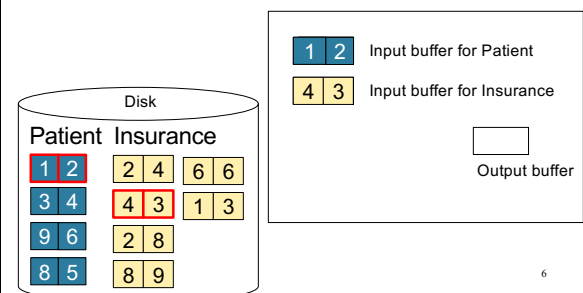 1 2 Input buffer for Patient
4 3 Input buffer for Insurance
Output buffer
Disk
Patient Insurance
1 2 2 4 6 6
3 4 4 3 1 3
9 6 2 8
8 5 8 9
6